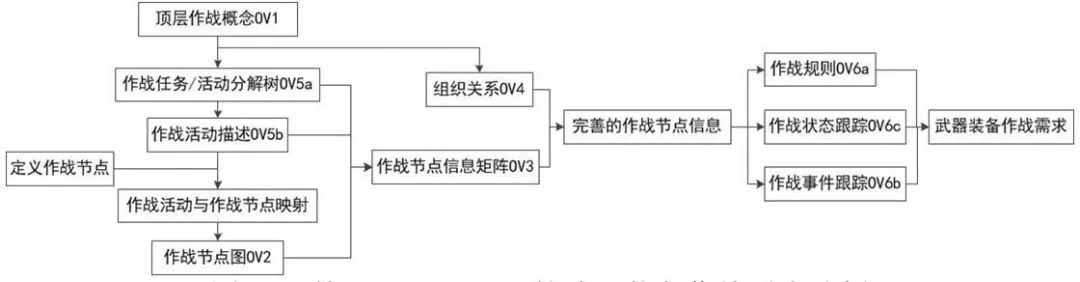 顶层作战概念OV1
作战任务/活动分解树OV5a
组织关系OV4
作战规则OV6a
作战活动描述OV5b
完善的作战节点信息
作战状态跟踪OV6c
武器装备作战需求
定义作战节点
作战节点信息矩阵OV3
作战事件跟踪OV6b
作战活动与作战节点映射
作战节点图OV2